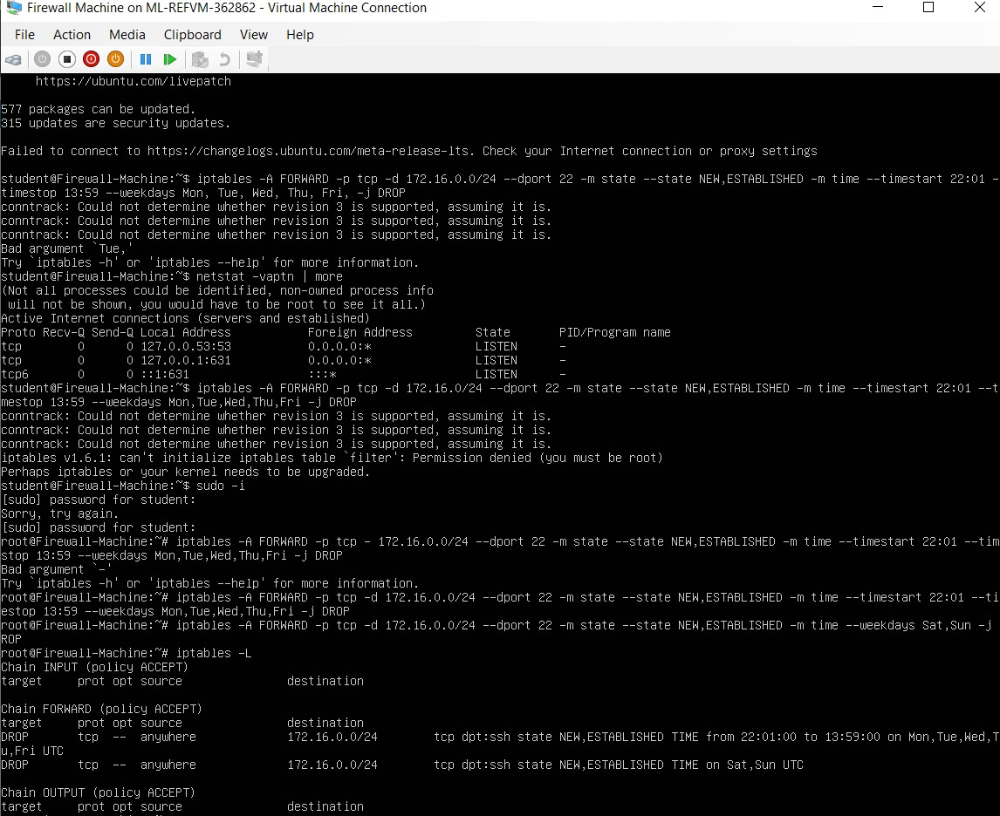 Firewall Machine on ML-REFVM-362862 - Virtual Machine Connection
File Action Media Clipboard View Help
https://ubuntu.com/livepatch
577 packages can be updated.
315 updates are security updates.
Failed to connect to https://changelogs.ubuntu.com/meta-release-lts. Check your Internet connection or proxy settings
student@Firewall-Machine:~$ iptables -A FORWARD -p tcp -d 172.16.0.0/24 --dport 22 -m state --state NEW,ESTABLISHED -m time --timestart 22:01 -
timestop 13:59 --weekdays Mon, Tue, Wed, Thu, Fri, -j DROP
conntrack: Could not determine whether revision 3 is supported, assuming it is.
conntrack: Could not determine whether revision 3 is supported, assuming it is.
conntrack: Could not determine whether revision 3 is supported, assuming it is.
Bad argument `Tue,'
Try `iptables -h' or 'iptables --help' for more information.
student@Firewall-Machine:~$ netstat -vaptn | more
(Not all processes could be identified, non-owned process info
will not be shown, you would have to be root to see it all.)
Active Internet connections (servers and established)
Proto Recv-Q Send-Q Local Address Foreign Address State PID/Program name
tcp 0 0 127.0.0.53:53 0.0.0.0:* LISTEN -
tcp 0 0 127.0.0.1:631 0.0.0.0:* LISTEN -
tcp6 0 0 ::1:631 :::* LISTEN -
student@Firewall-Machine:~$ iptables -A FORWARD -p tcp -d 172.16.0/24 --dport 22 -m state --state NEW,ESTABLISHED -m time --timestart 22:01 --t
mestop 13:59 --weekdays Mon,Tue,Wed,Thu,Fri -j DROP
conntrack: Could not determine whether revision 3 is supported, assuming it is.
conntrack: Could not determine whether revision 3 is supported, assuming it is.
conntrack: Could not determine whether revision 3 is supported, assuming it is.
iptables v1.6.1: can't initialize iptables table `filter': Permission denied (you must be root)
Perhaps iptables or your kernel needs to be upgraded.
student@Firewall-Machine:~$ sudo -i
[sudo] password for student:
Sorry, try again.
[sudo] password for student:
root@Firewall-Machine:~# iptables -A FORWARD -p tcp - 172.16.0.0/24 --dport 22 -m state --state NEW,ESTABLISHED -m time --timestart 22:01 --tim
stop 13:59 --weekdays Mon,Tue,Wed,Thu,Fri -j DROP
Bad argument `-'
Try `iptables -h' or 'iptables --help' for more information.
root@Firewall-Machine:~# iptables -A FORWARD -p tcp -d 172.16.0.0/24 --dport 22 -m state --state NEW,ESTABLISHED -m time --timestart 22:01 --ti
estop 13:59 --weekdays Mon,Tue,Wed,Thu,Fri -j DROP
root@Firewall-Machine:~# iptables -A FORWARD -p tcp -d 172.16.0.0/24 --dport 22 -m state --state NEW,ESTABLISHED -m time --weekdays Sat,Sun -j
ROP
root@Firewall-Machine:~# iptables -L
Chain INPUT (policy ACCEPT)
target prot opt source destination
Chain FORWARD (policy ACCEPT)
target prot opt source destination
DROP tcp -- anywhere 172.16.0.0/24 tcp dpt:ssh state NEW,ESTABLISHED TIME from 22:01:00 to 13:59:00 on Mon,Tue,Wed,T
u,Fri UTC
DROP tcp -- anywhere 172.16.0.0/24 tcp dpt:ssh state NEW,ESTABLISHED TIME on Sat,Sun UTC
Chain OUTPUT (policy ACCEPT)
target prot opt source destination